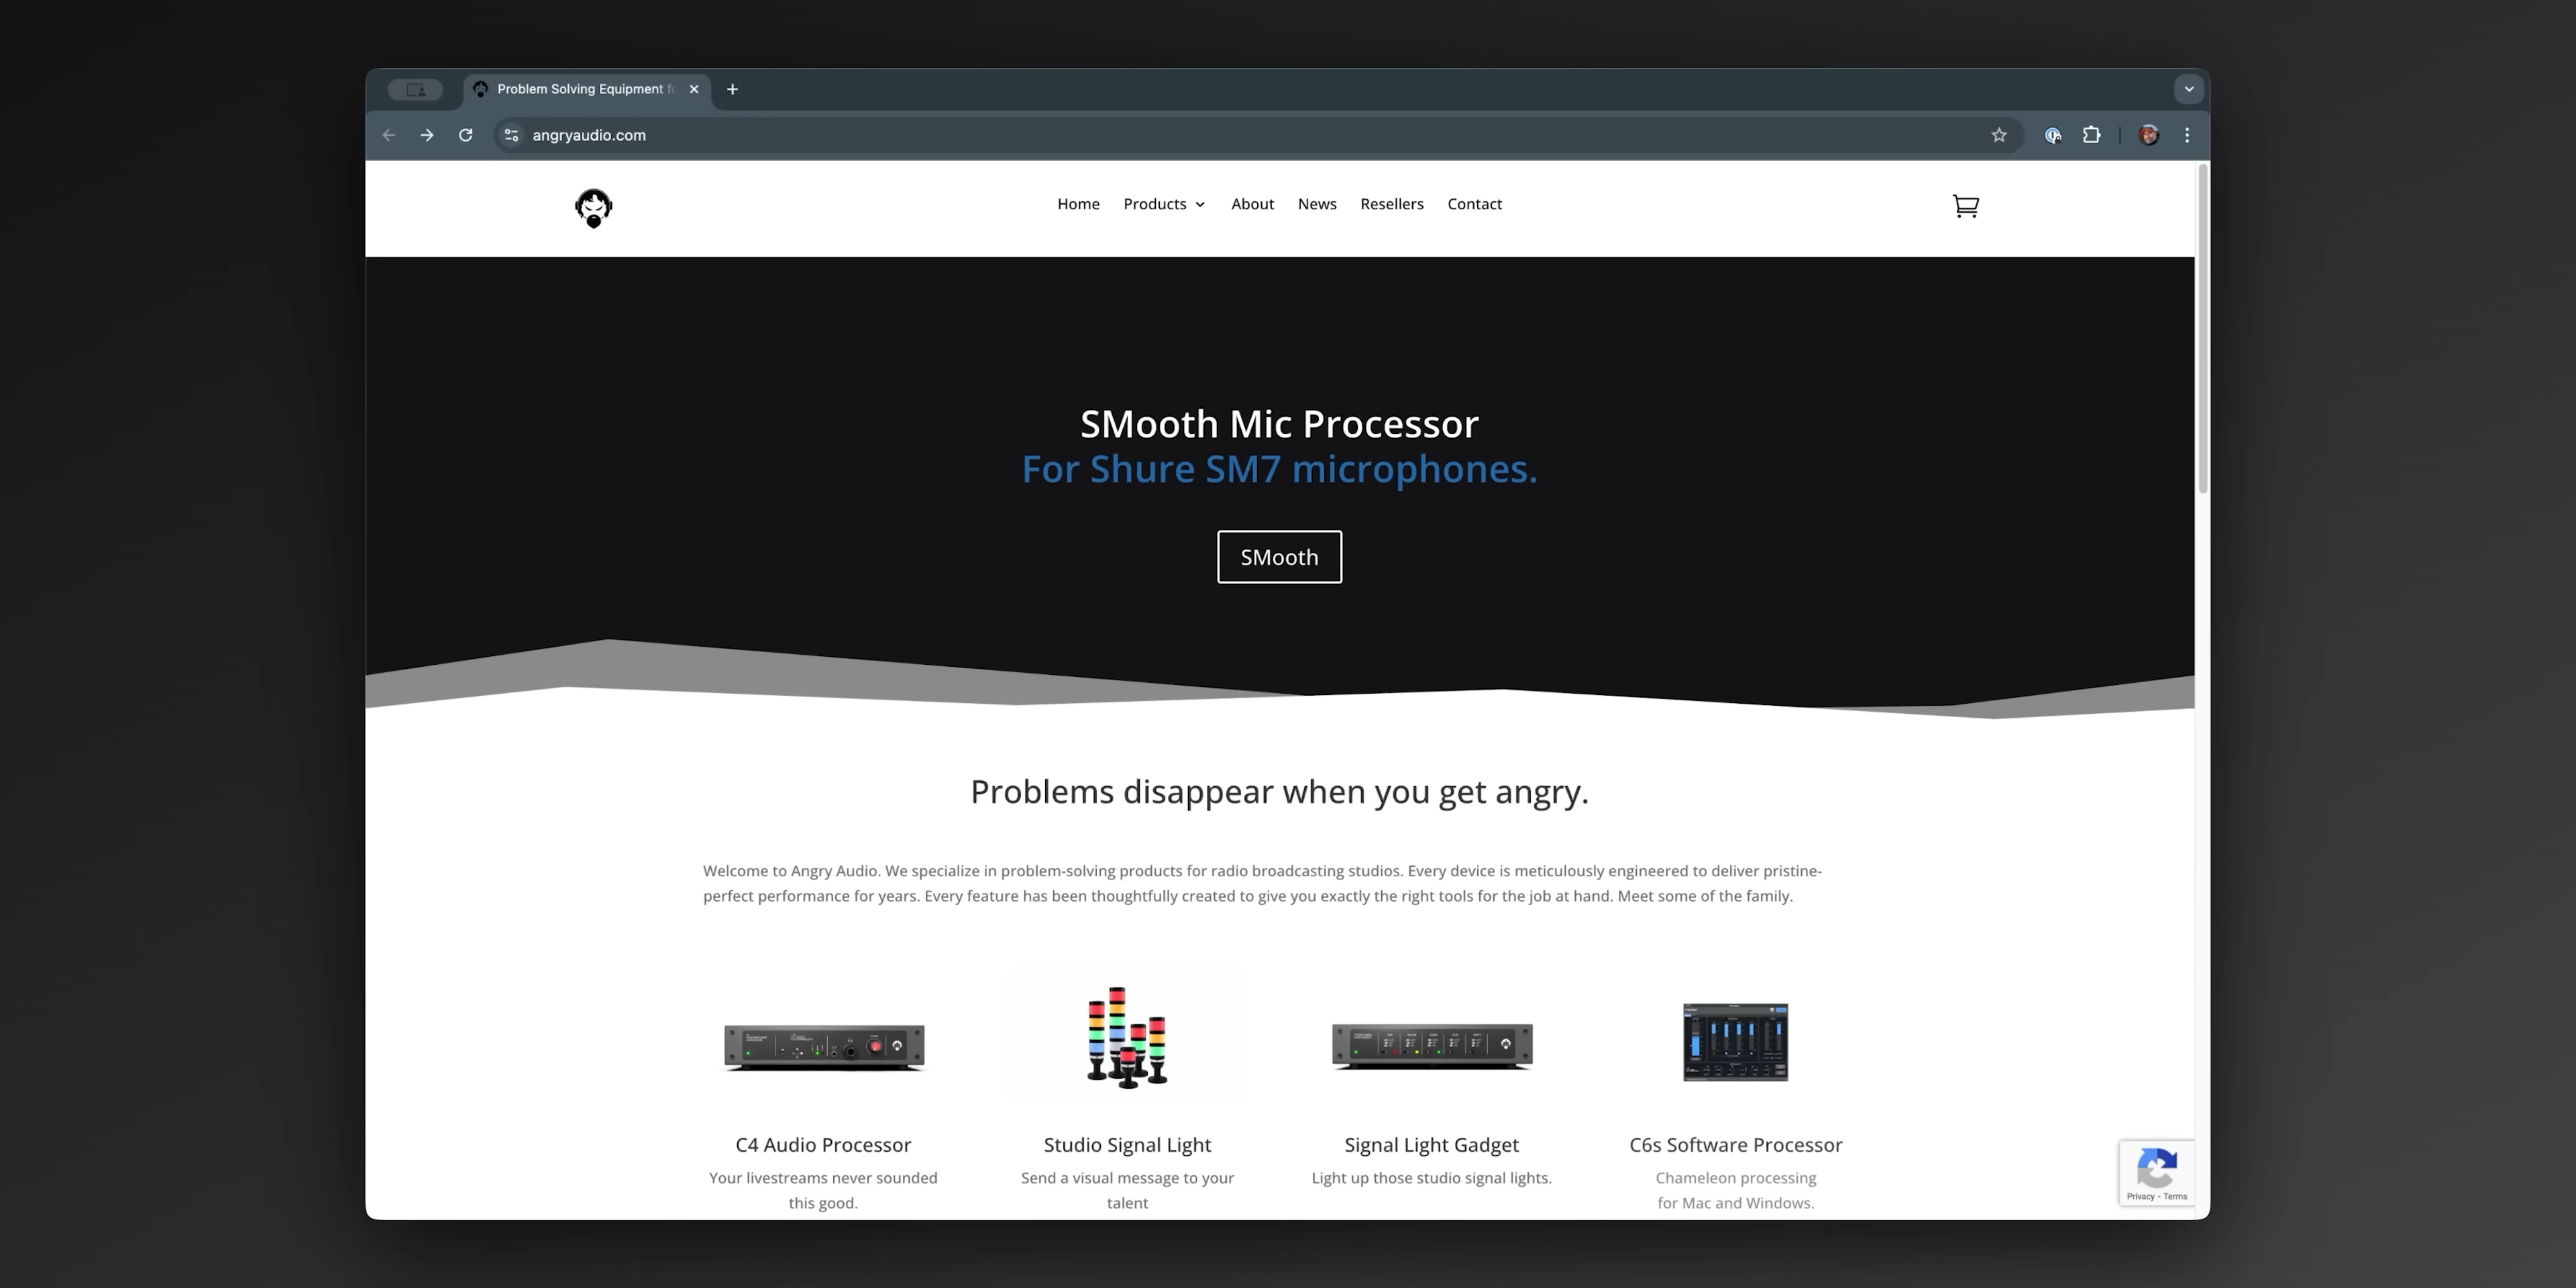 Problem Solving Equipment
angryaudio.com
Home Products About News Resellers Contact
SMooth Mic Processor
For Shure SM7 microphones.
SMooth
Problems disappear when you get angry.
Welcome to Angry Audio. We specialize in problem-solving products for radio broadcasting studios. Every device is meticulously engineered to deliver pristine-
perfect performance for years. Every feature has been thoughtfully created to give you exactly the right tools for the job at hand. Meet some of the family.
C4 Audio Processor
Your livestreams never sounded
this good.
Studio Signal Light
Send a visual message to your
talent
Signal Light Gadget
Light up those studio signal lights.
C6s Software Processor
Chameleon processing
for Mac and Windows.
Privacy - Terms